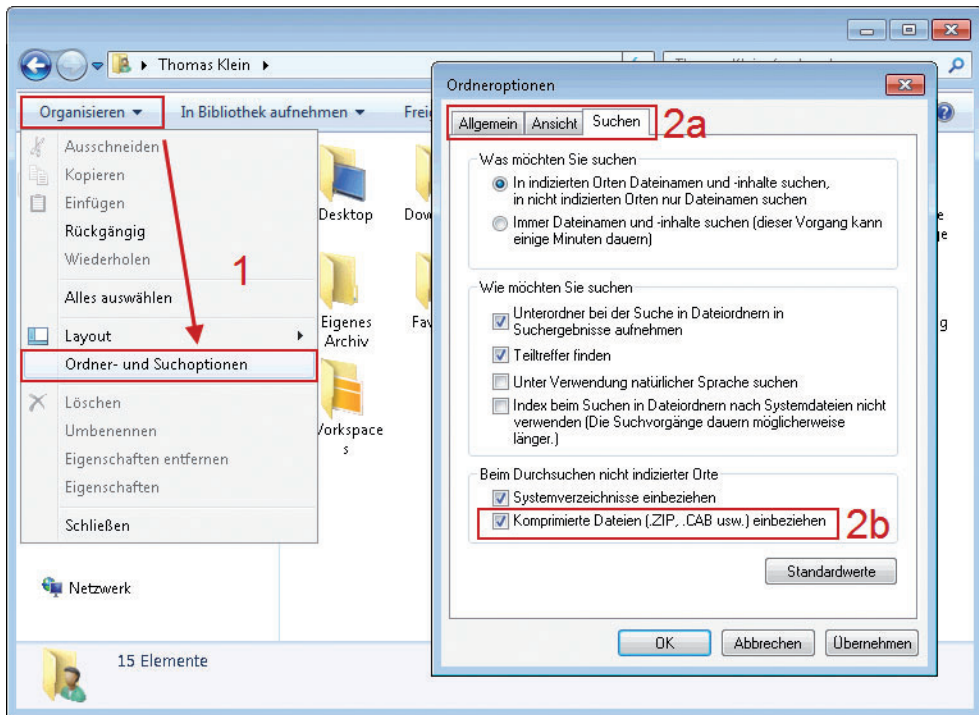 Thomas Klein
Organisieren
In Bibliothek aufnehmen
Ausschneiden
Kopieren
Einfügen
Rückgängig
Wiederholen
1
Alles auswählen
Layout
Ordner- und Suchoptionen
Löschen
Umbenennen
Eigenschaften entfernen
Eigenschaften
Schließen
Desktop
Eigenes
Archiv
Netzwerk
15 Elemente
Ordneroptionen
Allgemein
Ansicht
Suchen
2a
Was möchten Sie suchen
In indizierten Orten Dateinamen und -inhalte suchen,
in nicht indizierten Orten nur Dateinamen suchen
Immer Dateinamen und -inhalte suchen (dieser Vorgang kann
einige Minuten dauern)
Wie möchten Sie suchen
Unterordner bei der Suche in Dateiordnern in
Suchergebnisse aufnehmen
Teiltreffer finden
Unter Verwendung natürlicher Sprache suchen
Index beim Suchen in Dateiordnern nach Systemdateien nicht
verwenden (Die Suchvorgänge dauern möglicherweise
länger.)
Beim Durchsuchen nicht indizierter Orte
Systemverzeichnisse einbeziehen
Komprimierte Dateien (.ZIP, .CAB usw.) einbeziehen
2b
Standardwerte
OK
Abbrechen
Übernehmen